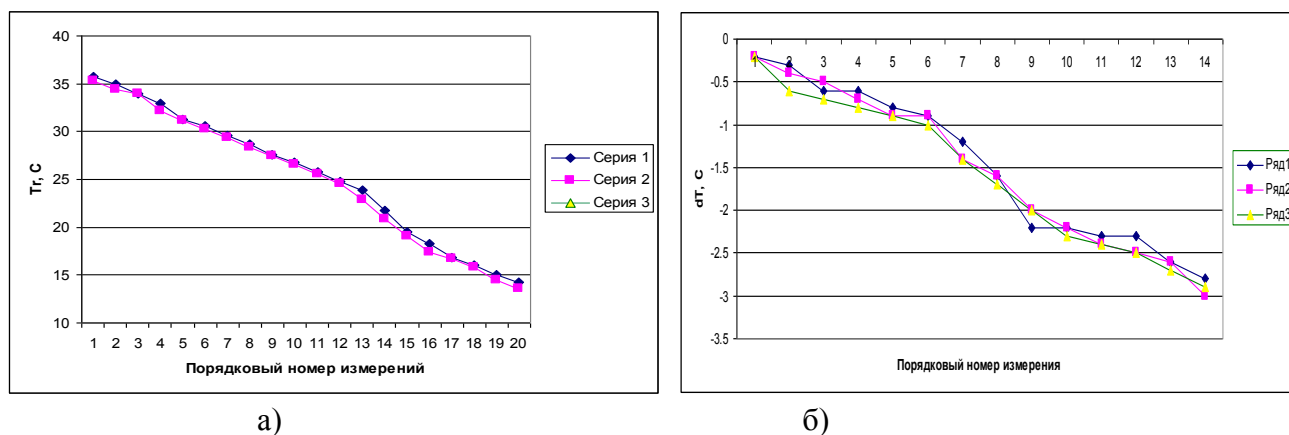 40
35
30
25
20
15
10
Tr, C
1 2 3 4 5 6 7 8 9 10 11 12 13 14 15 16 17 18 19 20
Порядковый номер измерений
Серия 1
Серия 2
Серия 3
а)
0
-0.5
-1
-1.5
-2
-2.5
-3
-3.5
dT, C
1 2 3 4 5 6 7 8 9 10 11 12 13 14
Порядковый номер измерения
Ряд1
Ряд2
Ряд3
б)